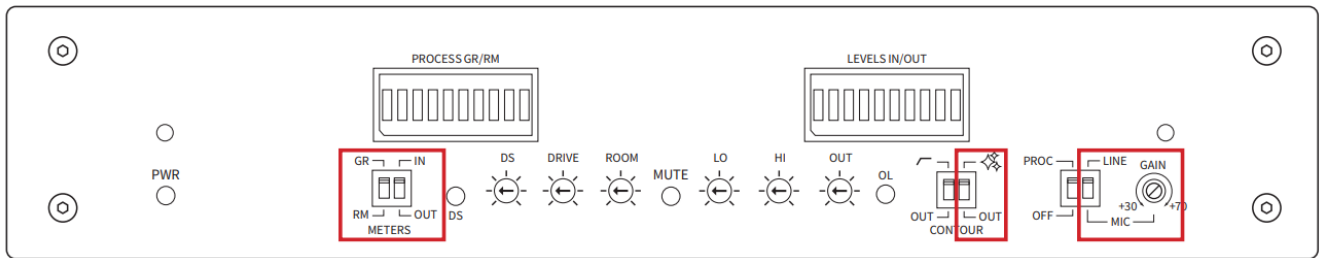 PROCESS GR/RM
LEVELS IN/OUT
GR IN
DS DRIVE ROOM
LO HI OUT
PROC LINE GAIN
PWR
MUTE
OL
RM OUT
DS
OUT OUT
OFF
+30 +70
MIC
METERS
CONTOUR